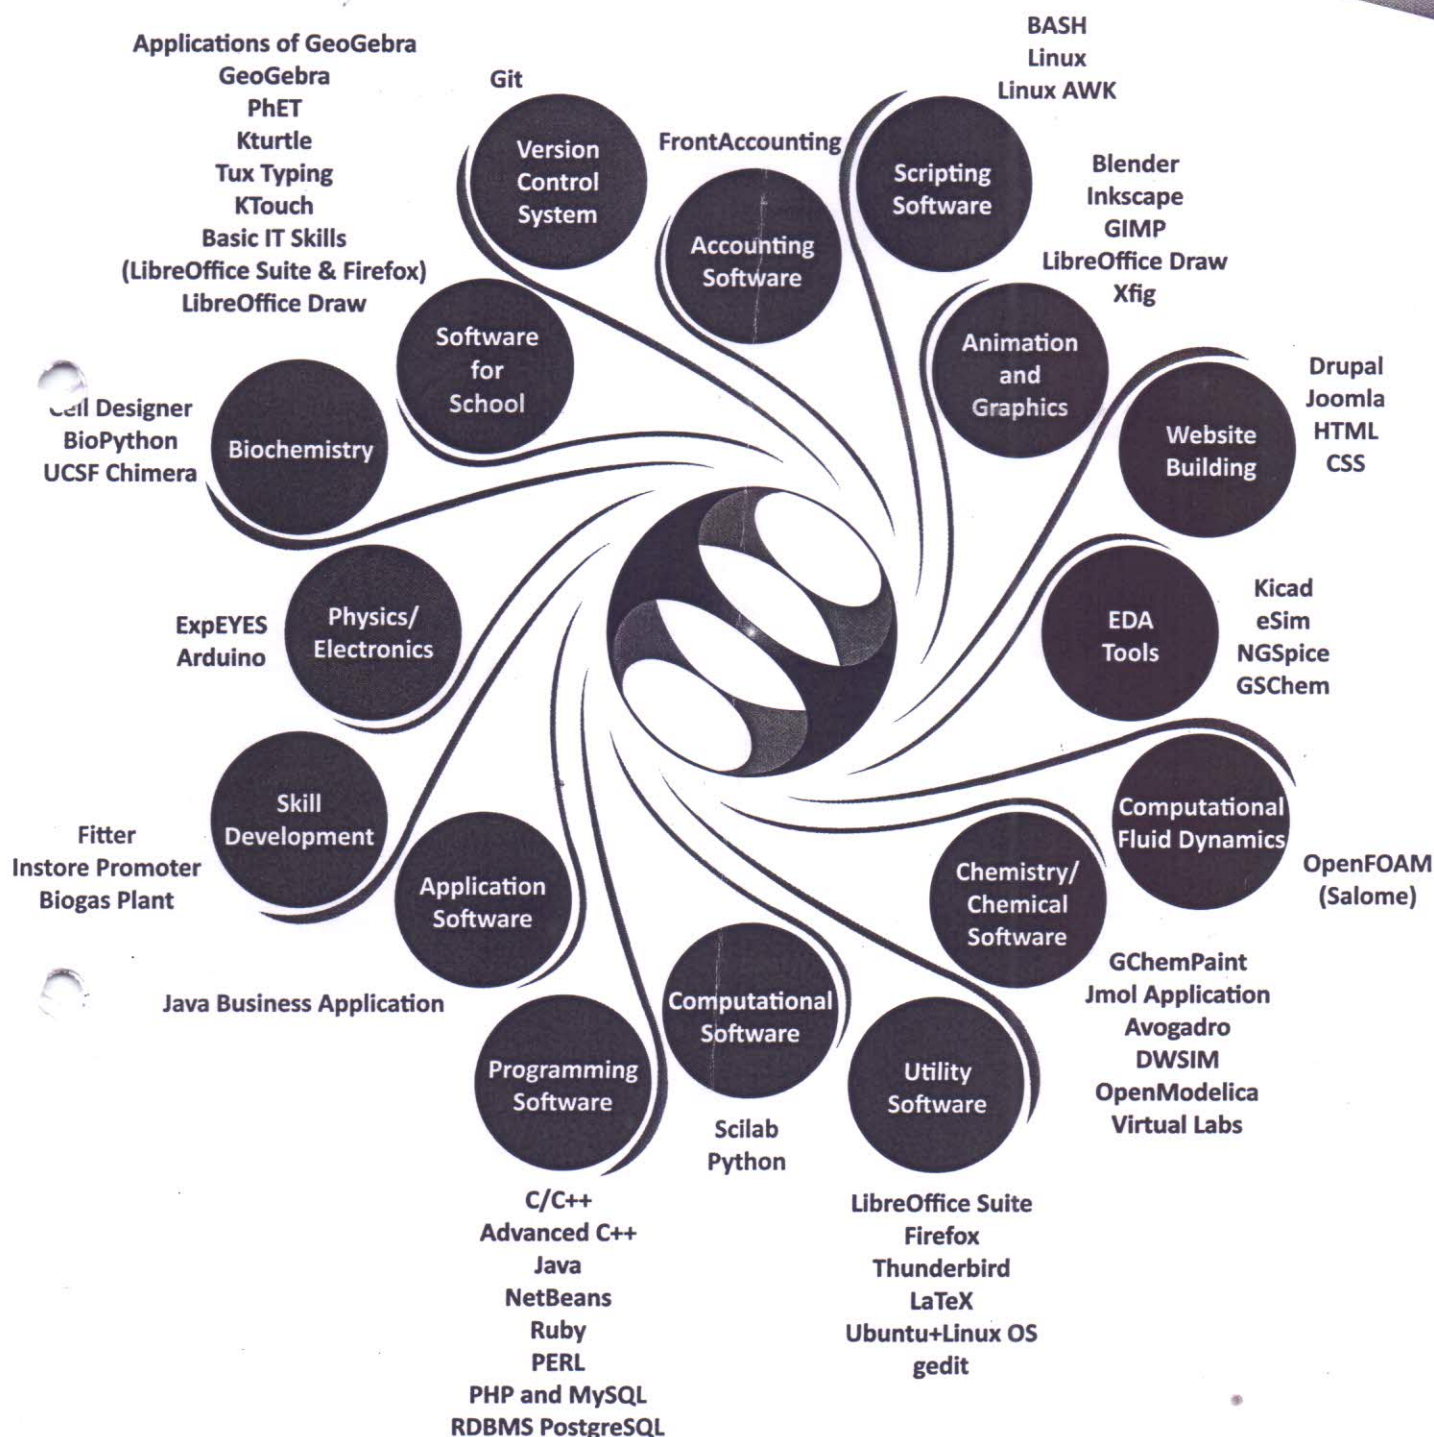 Applications of GeoGebra
GeoGebra
PhET
Kturtle
Tux Typing
KTouch
Basic IT Skills
(LibreOffice Suite & Firefox)
LibreOffice Draw
Software
for
School
Git
Version
Control
System
FrontAccounting
Accounting
Software
BASH
Linux
Linux AWK
Scripting
Software
Blender
Inkscape
GIMP
LibreOffice Draw
Xfig
Animation
and
Graphics
Drupal
Joomla
HTML
CSS
Website
Building
Kicad
eSim
NGSpice
GSChem
EDA
Tools
Computational
Fluid Dynamics
OpenFOAM
(Salome)
Chemistry/
Chemical
Software
GChemPaint
Jmol Application
Avogadro
DWSIM
OpenModelica
Virtual Labs
Utility
Software
LibreOffice Suite
Firefox
Thunderbird
LaTeX
Ubuntu+Linux OS
gedit
Computational
Software
Scilab
Python
Programming
Software
C/C++
Advanced C++
Java
NetBeans
Ruby
PERL
PHP and MySQL
RDBMS PostgreSQL
Application
Software
Java Business Application
Skill
Development
Fitter
Instore Promoter
Biogas Plant
Physics/
Electronics
ExpEYES
Arduino
Biochemistry
Cell Designer
BioPython
UCSF Chimera